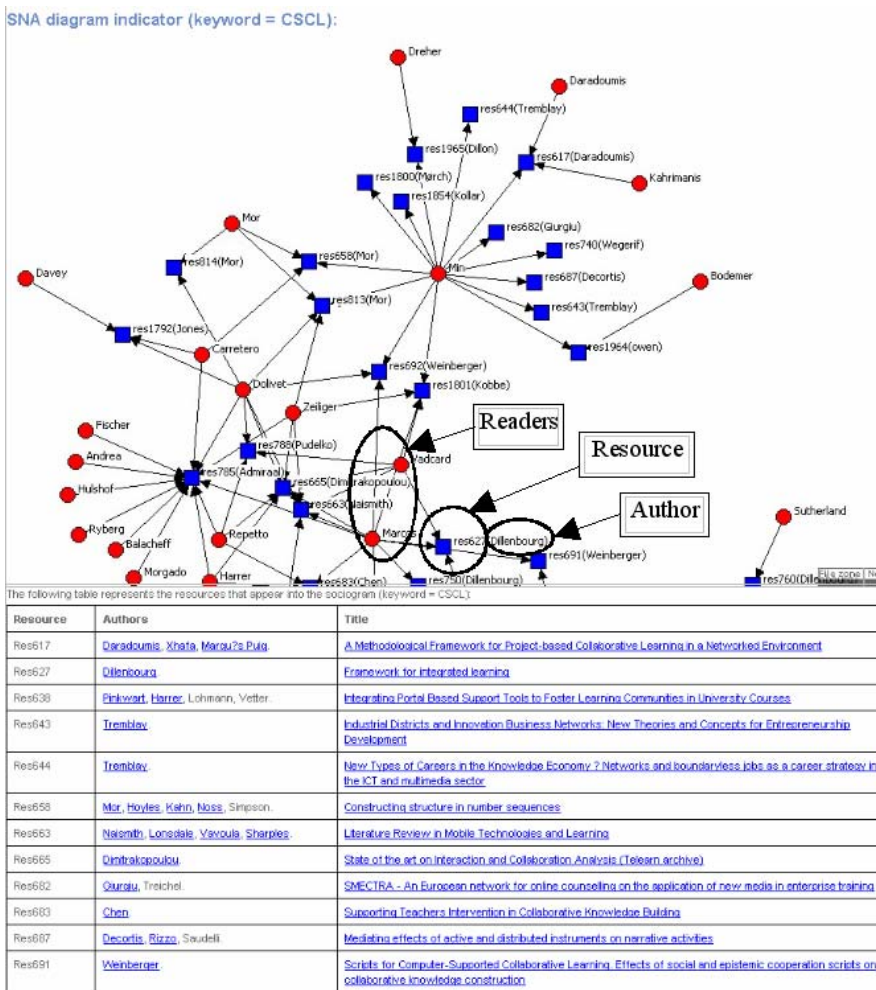 SNA diagram indicator (keyword = CSCL):
Dreher
Daradoumis
res644(Tremblay)
res1965(Dillon)
res617(Daradoumis)
res1800(Mørch)
Kahrimanis
res1854(Kollar)
Mor
res682(Giurgiu)
res740(Wegerif)
res658(Mor)
res814(Mor)
Min
Davey
res687(Decortis)
Bodemer
res813(Mor)
res643(Tremblay)
res1792(Jones)
Carretero
res1964(owen)
res692(Weinberger)
Dolivet
res1801(Kobbe)
Zeiliger
Readers
Fischer
res788(Pudelko)
Resource
Andrea
Vadcard
res785(Admiraal)
res665(Dimitrakopoulou)
Hulshof
Author
res663(Naismith)
Sutherland
Ryberg
Repetto
Marcos
res627(Dillenbourg)
Balacheff
res691(Weinberger)
Morgado
Harrer
res683(Chen)
res750(Dillenbourg)
File zone
The following table represents the resources that appear into the sociogram (keyword = CSCL):
Resource Authors Title
Res617 Daradoumis, Xhafa, Marqu?s Puig. A Methodological Framework for Project-based Collaborative Learning in a Networked Environment
Res627 Dillenbourg. Framework for integrated learning
Res638 Pinkwart, Harrer, Lohmann, Vetter. Integrating Portal Based Support Tools to Foster Learning Communities in University Courses
Res643 Tremblay. Industrial Districts and Innovation Business Networks: New Theories and Concepts for Entrepreneurship
Development
Res644 Tremblay. New Types of Careers in the Knowledge Economy ? Networks and boundaryless jobs as a career strategy in
the ICT and multimedia sector
Res658 Mor, Hoyles, Kahn, Noss, Simpson. Constructing structure in number sequences
Res663 Naismith, Lonsdale, Vavoula, Sharples. Literature Review in Mobile Technologies and Learning
Res665 Dimitrakopoulou. State of the art on Interaction and Collaboration Analysis (Telearn archive)
Res682 Giurgiu, Treichel. SMECTRA - An European network for online counselling on the application of new media in enterprise training
Res683 Chen. Supporting Teachers Intervention in Collaborative Knowledge Building
Res687 Decortis, Rizzo, Saudelli. Mediating effects of active and distributed instruments on narrative activities
Res691 Weinberger. Scripts for Computer-Supported Collaborative Learning. Effects of social and epistemic cooperation scripts on
collaborative knowledge construction